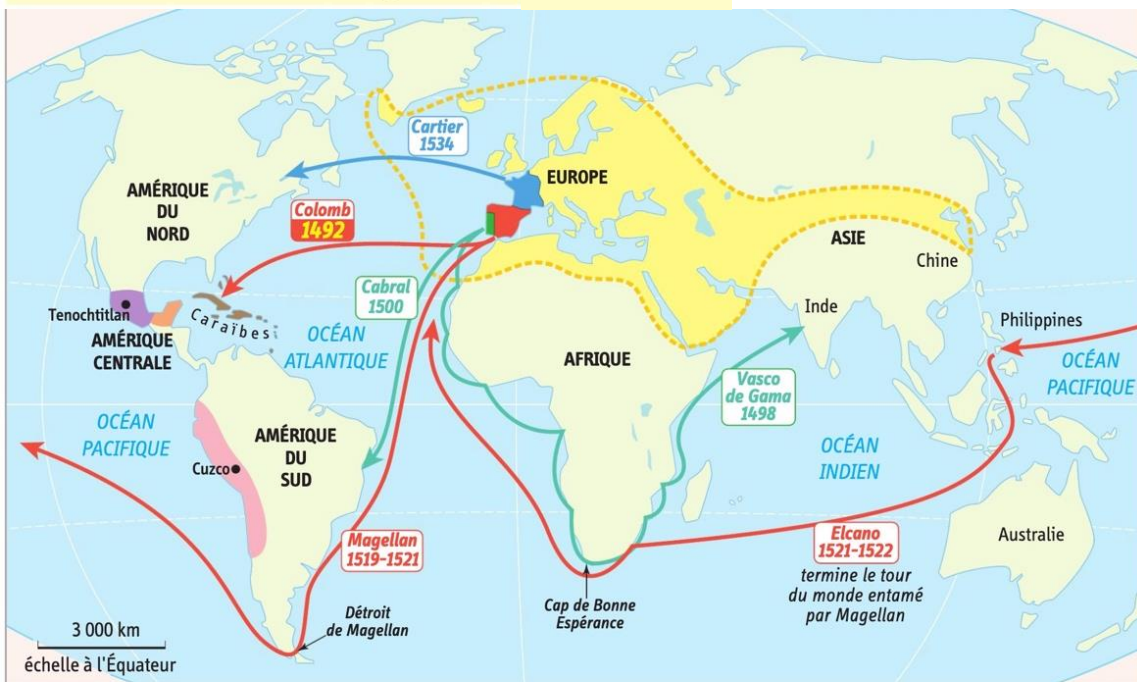 Cartier
1534
AMÉRIQUE
DU
NORD
EUROPE
Colomb
1492
ASIE
Chine
Cabral
1500
Tenochtitlan
Caraïbes
AMÉRIQUE
CENTRALE
OCÉAN
ATLANTIQUE
Inde
Philippines
AFRIQUE
OCÉAN
PACIFIQUE
Vasco
de Gama
1498
OCÉAN
PACIFIQUE
AMÉRIQUE
DU
SUD
Cuzco
OCÉAN
INDIEN
Magellan
1519-1521
Elcano
1521-1522
termine le tour
du monde entamé
par Magellan
Australie
Détroit
de Magellan
Cap de Bonne
Espérance
3 000 km
échelle à l'Équateur